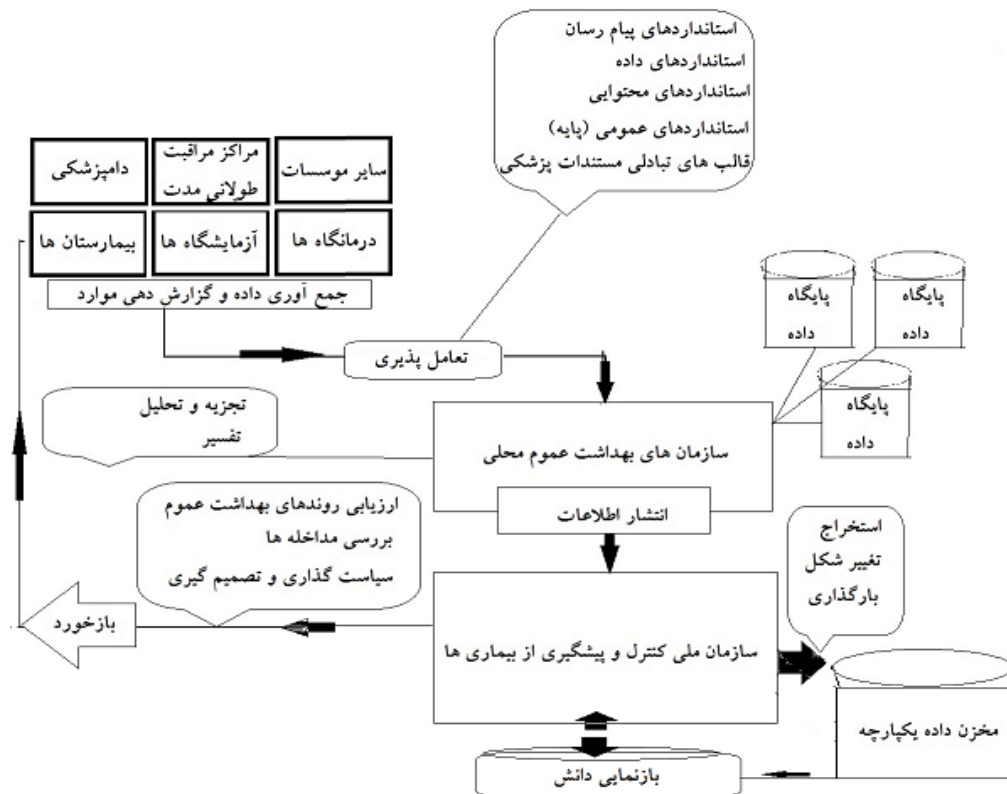 استانداردهای پیام رسان
استانداردهای داده
استانداردهای محتوایی
استانداردهای عمومی (پایه)
قالب های تبادلی مستندات پزشکی
سایر موسسات
مراکز مراقبت
طولانی مدت
دامپزشکی
درمانگاه ها
آزمایشگاه ها
بیمارستان ها
جمع آوری داده و گزارش دهی موارد
تعامل پذیری
پایگاه
داده
پایگاه
داده
پایگاه
داده
تجزیه و تحلیل
تفسیر
سازمان های بهداشت عموم محلی
انتشار اطلاعات
ارزیابی روندهای بهداشت عموم
بررسی مداخله ها
سیاست گذاری و تصمیم گیری
استخراج
تغییر شکل
بارگذاری
بازخورد
سازمان ملی کنترل و پیشگیری از بیماری ها
مخزن داده یکپارچه
بازنمایی دانش